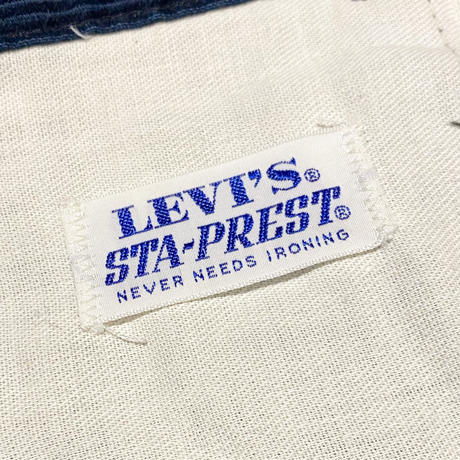 LEVI'S®
STA-PREST®
NEVER NEEDS IRONING